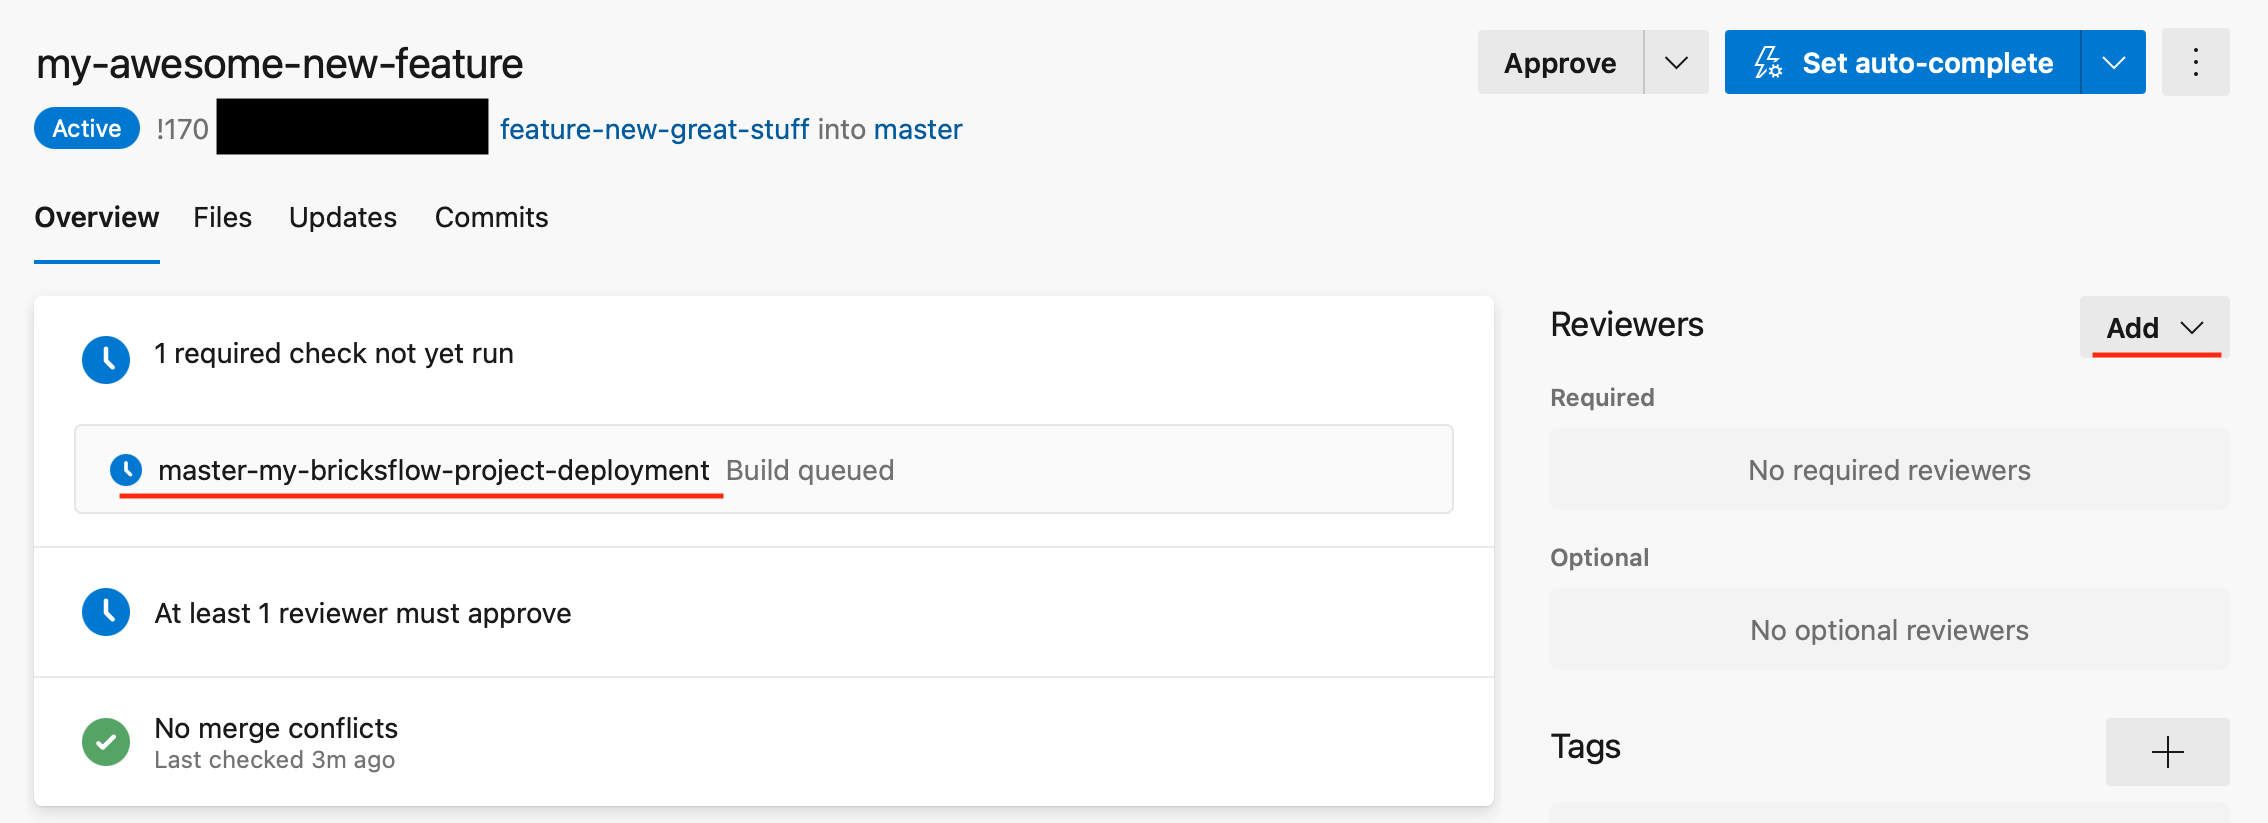 my-awesome-new-feature
Approve
Set auto-complete
Active !170 feature-new-great-stuff into master
Overview Files Updates Commits
1 required check not yet run
master-my-bricksflow-project-deployment Build queued
At least 1 reviewer must approve
No merge conflicts
Last checked 3m ago
Reviewers
Add
Required
No required reviewers
Optional
No optional reviewers
Tags